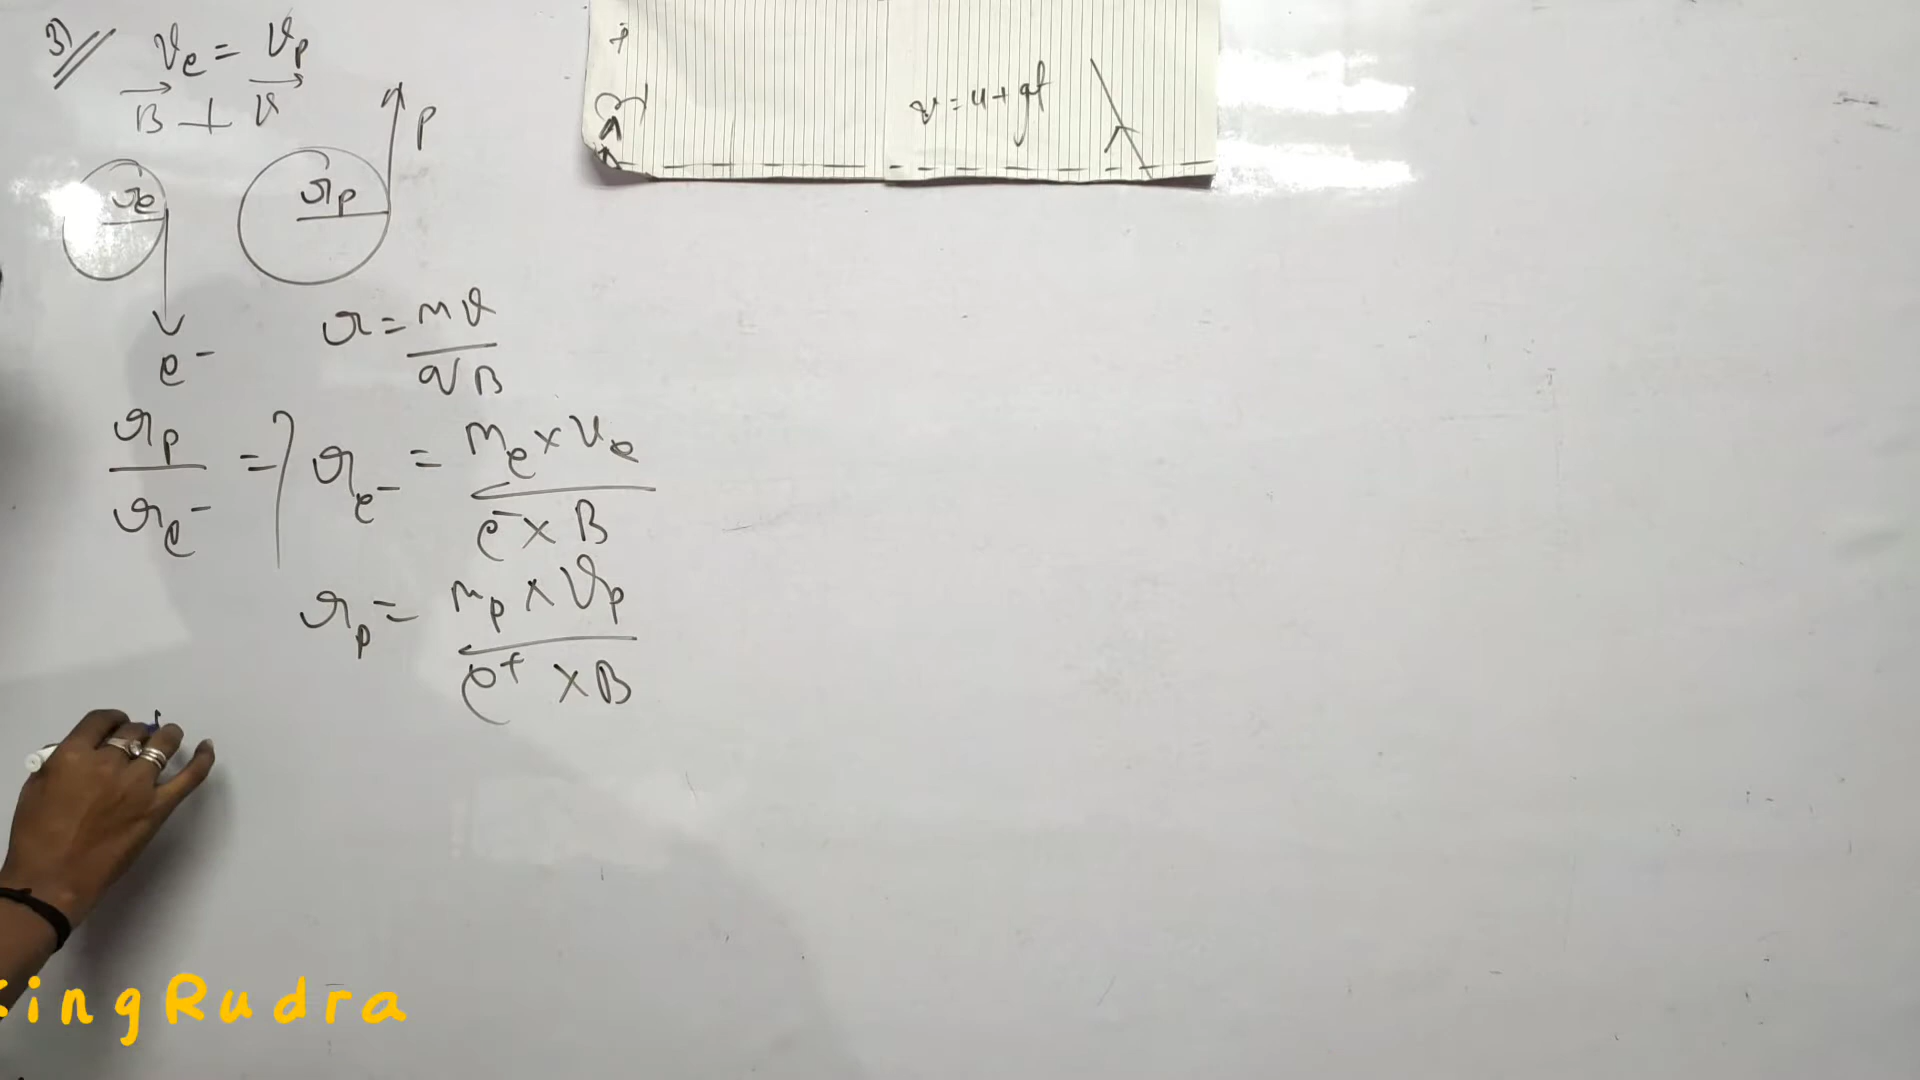 3) vₑ = vₚ
B ⊥ v
p
rₑ
rₚ
e⁻
r = mv / qB
rₚ / rₑ⁻ =
rₑ⁻ = mₑ × vₑ / e⁻ × B
rₚ = mₚ × vₚ / e⁺ × B
v = u + gt
ingRudra